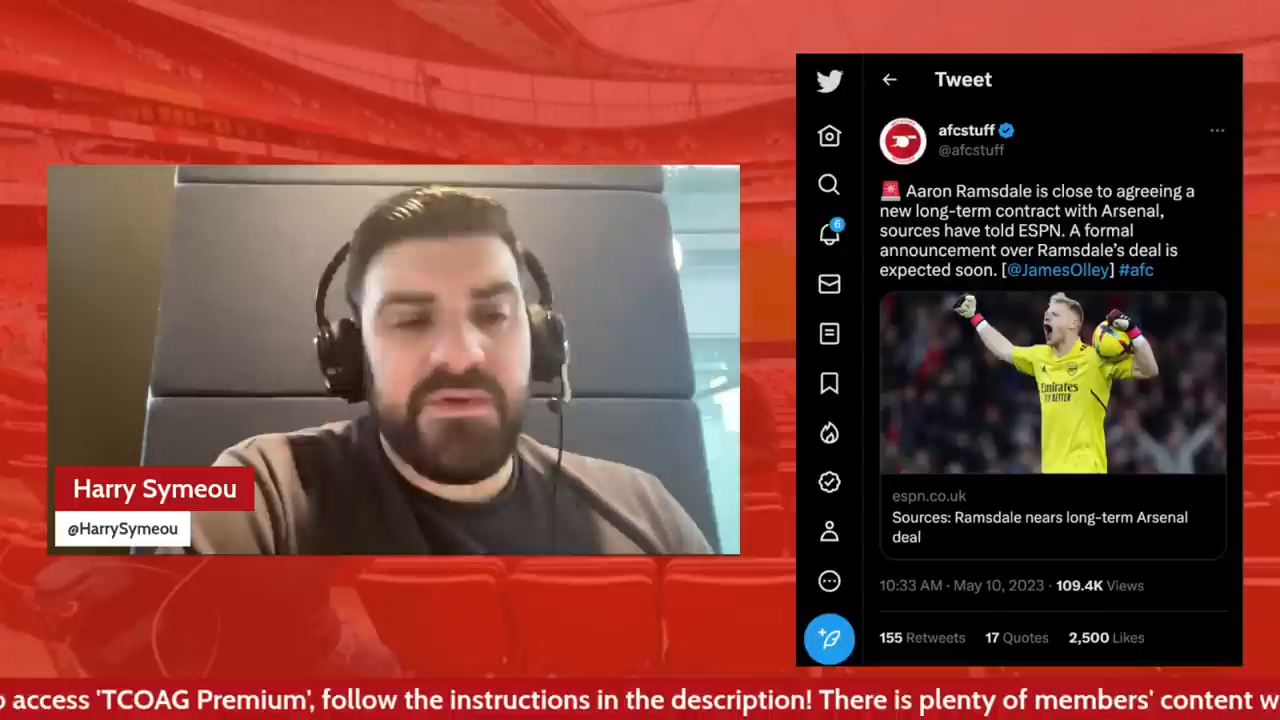 Harry Symeou
@HarrySymeou
Tweet
afcstuff
@afcstuff
6
🚨 Aaron Ramsdale is close to agreeing a
new long-term contract with Arsenal,
sources have told ESPN. A formal
announcement over Ramsdale's deal is
expected soon. [@JamesOlley] #afc
Emirates
FLY BETTER
espn.co.uk
Sources: Ramsdale nears long-term Arsenal
deal
10:33 AM · May 10, 2023 · 109.4K Views
155 Retweets 17 Quotes 2,500 Likes
access 'TCOAG Premium', follow the instructions in the description! There is plenty of members' content